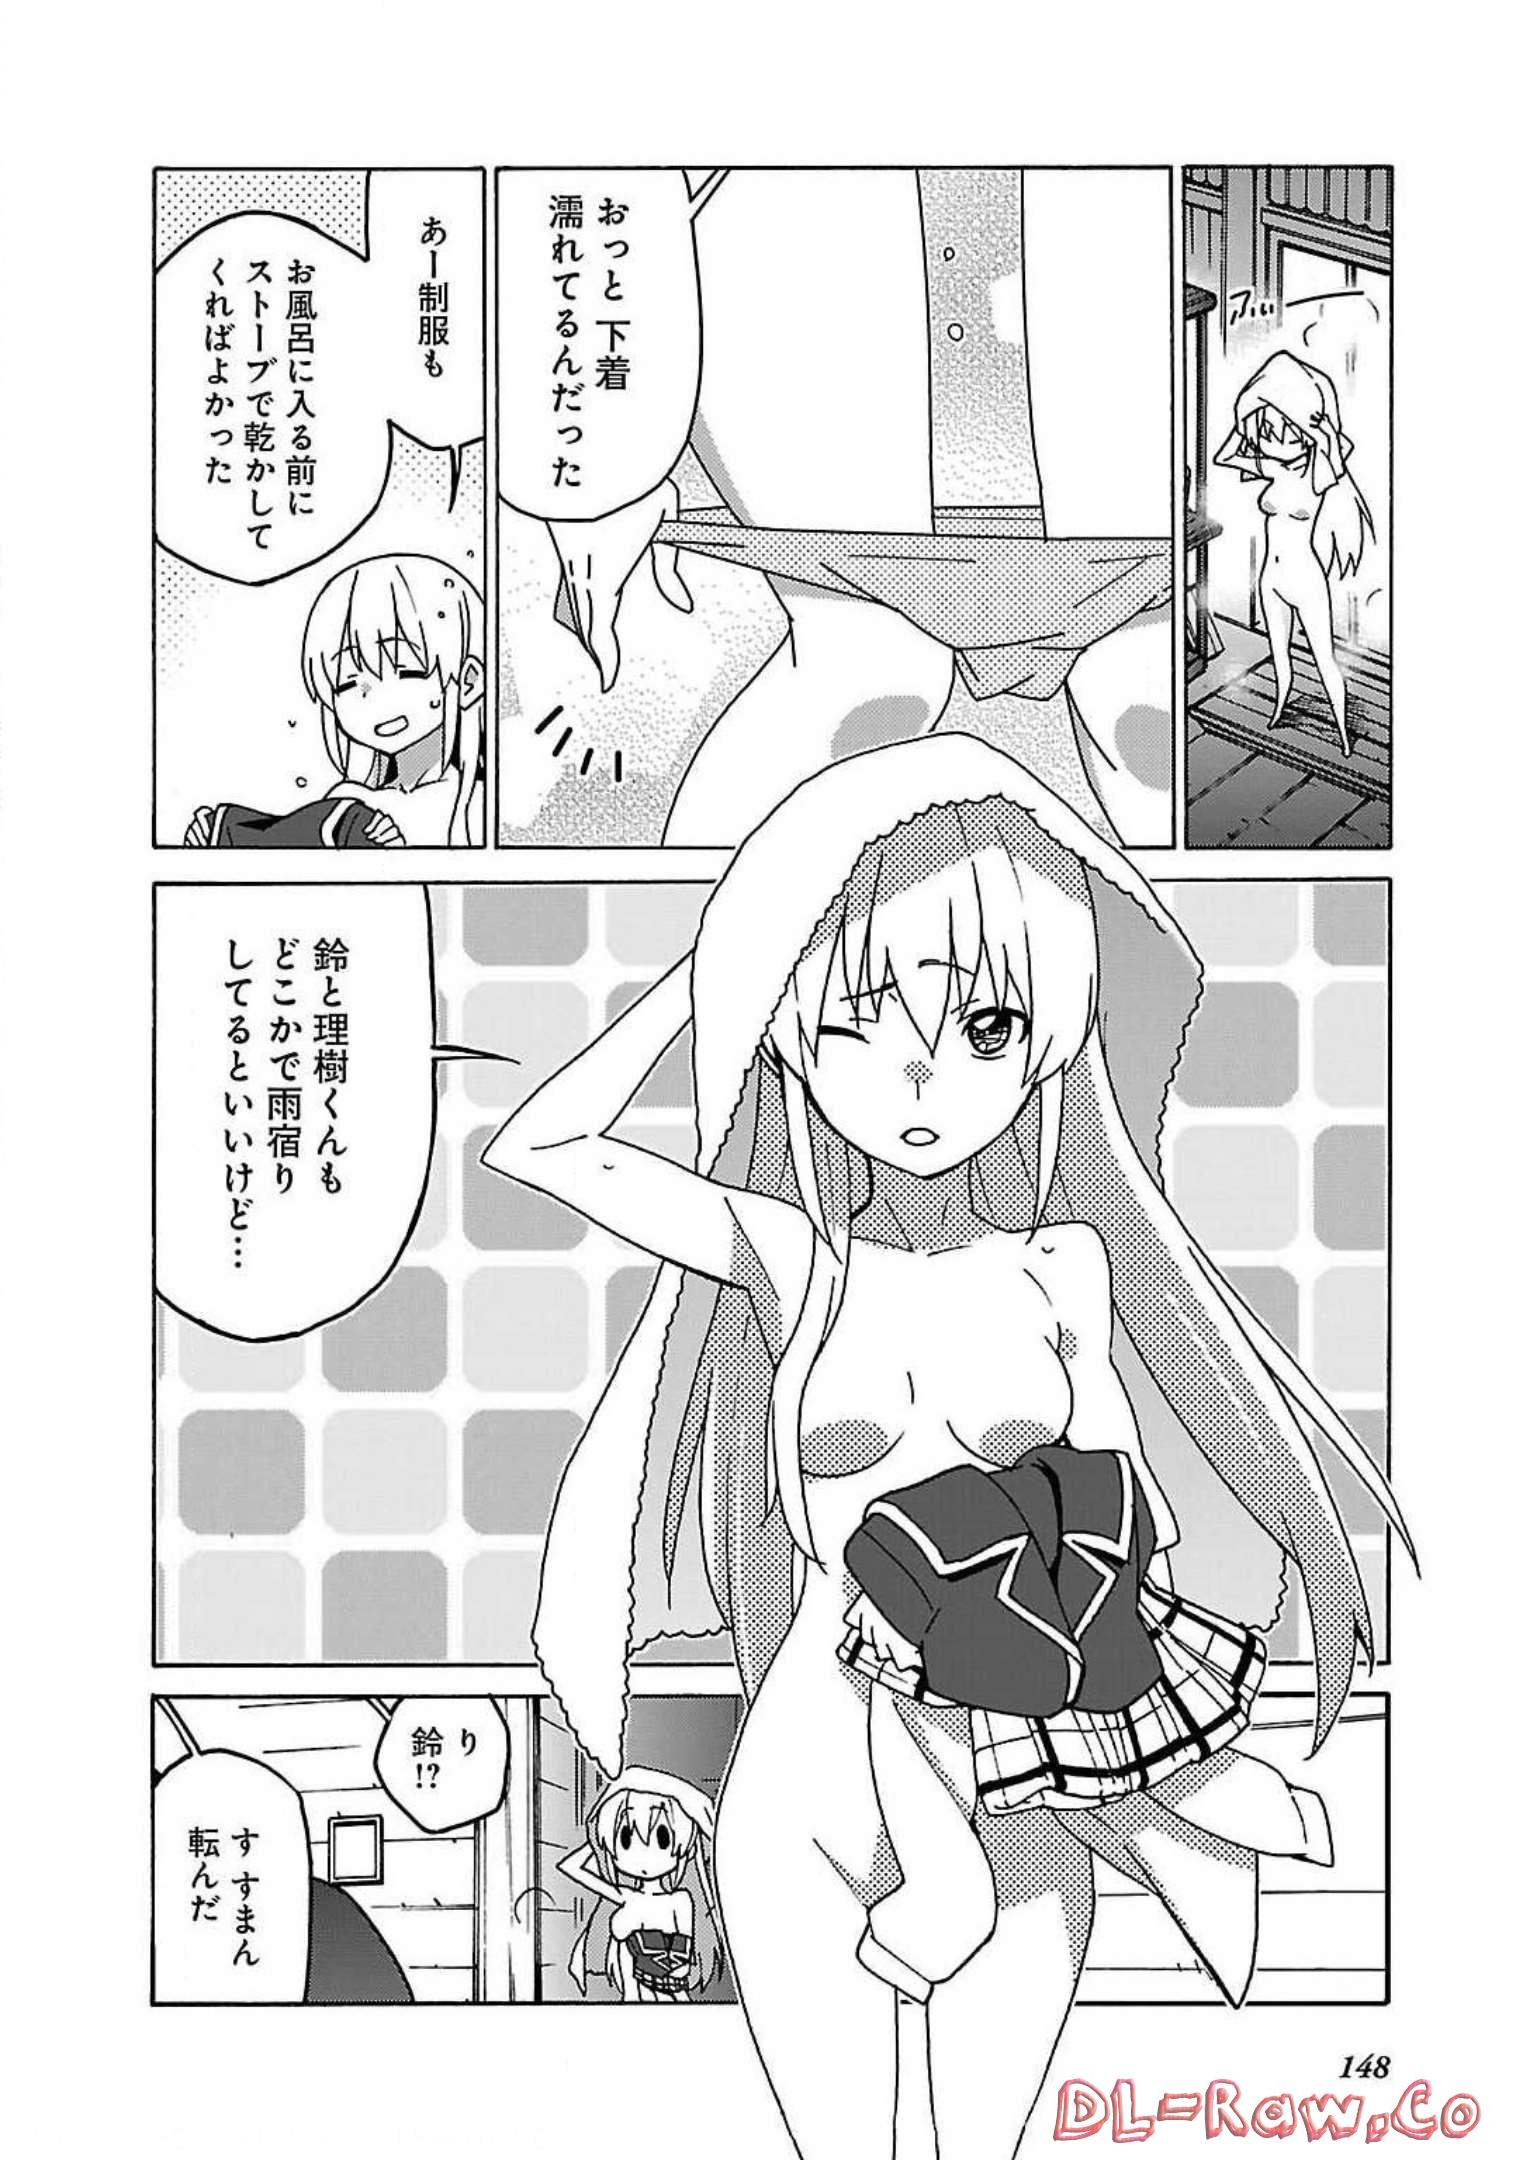 ふぃ
おっと 下着
濡れてるんだった
あー制服も
お風呂に入る前に
ストーブで乾かして
くればよかった
鈴と理樹くんも
どこかで雨宿り
してるといいけど…
り
鈴!?
す すまん
転んだ
148
DL-Raw.Co